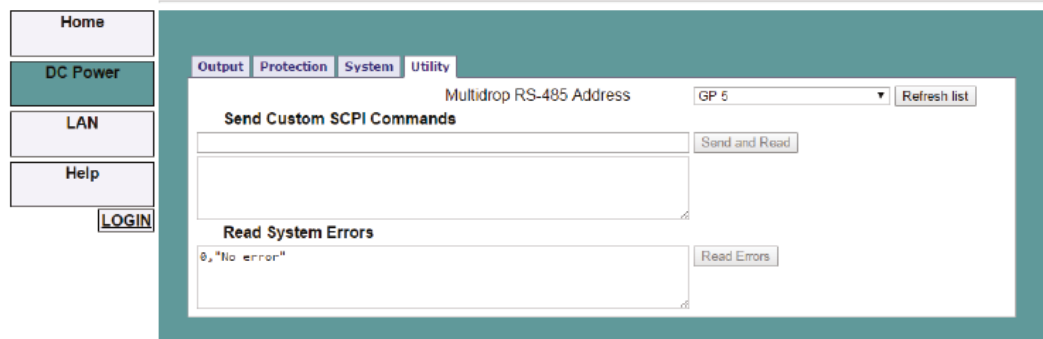 Home
DC Power
LAN
Help
LOGIN
Output Protection System Utility
Multidrop RS-485 Address GP 6 Refresh list
Send Custom SCPI Commands
Send and Read
Read System Errors
0,"No error" Read Errors